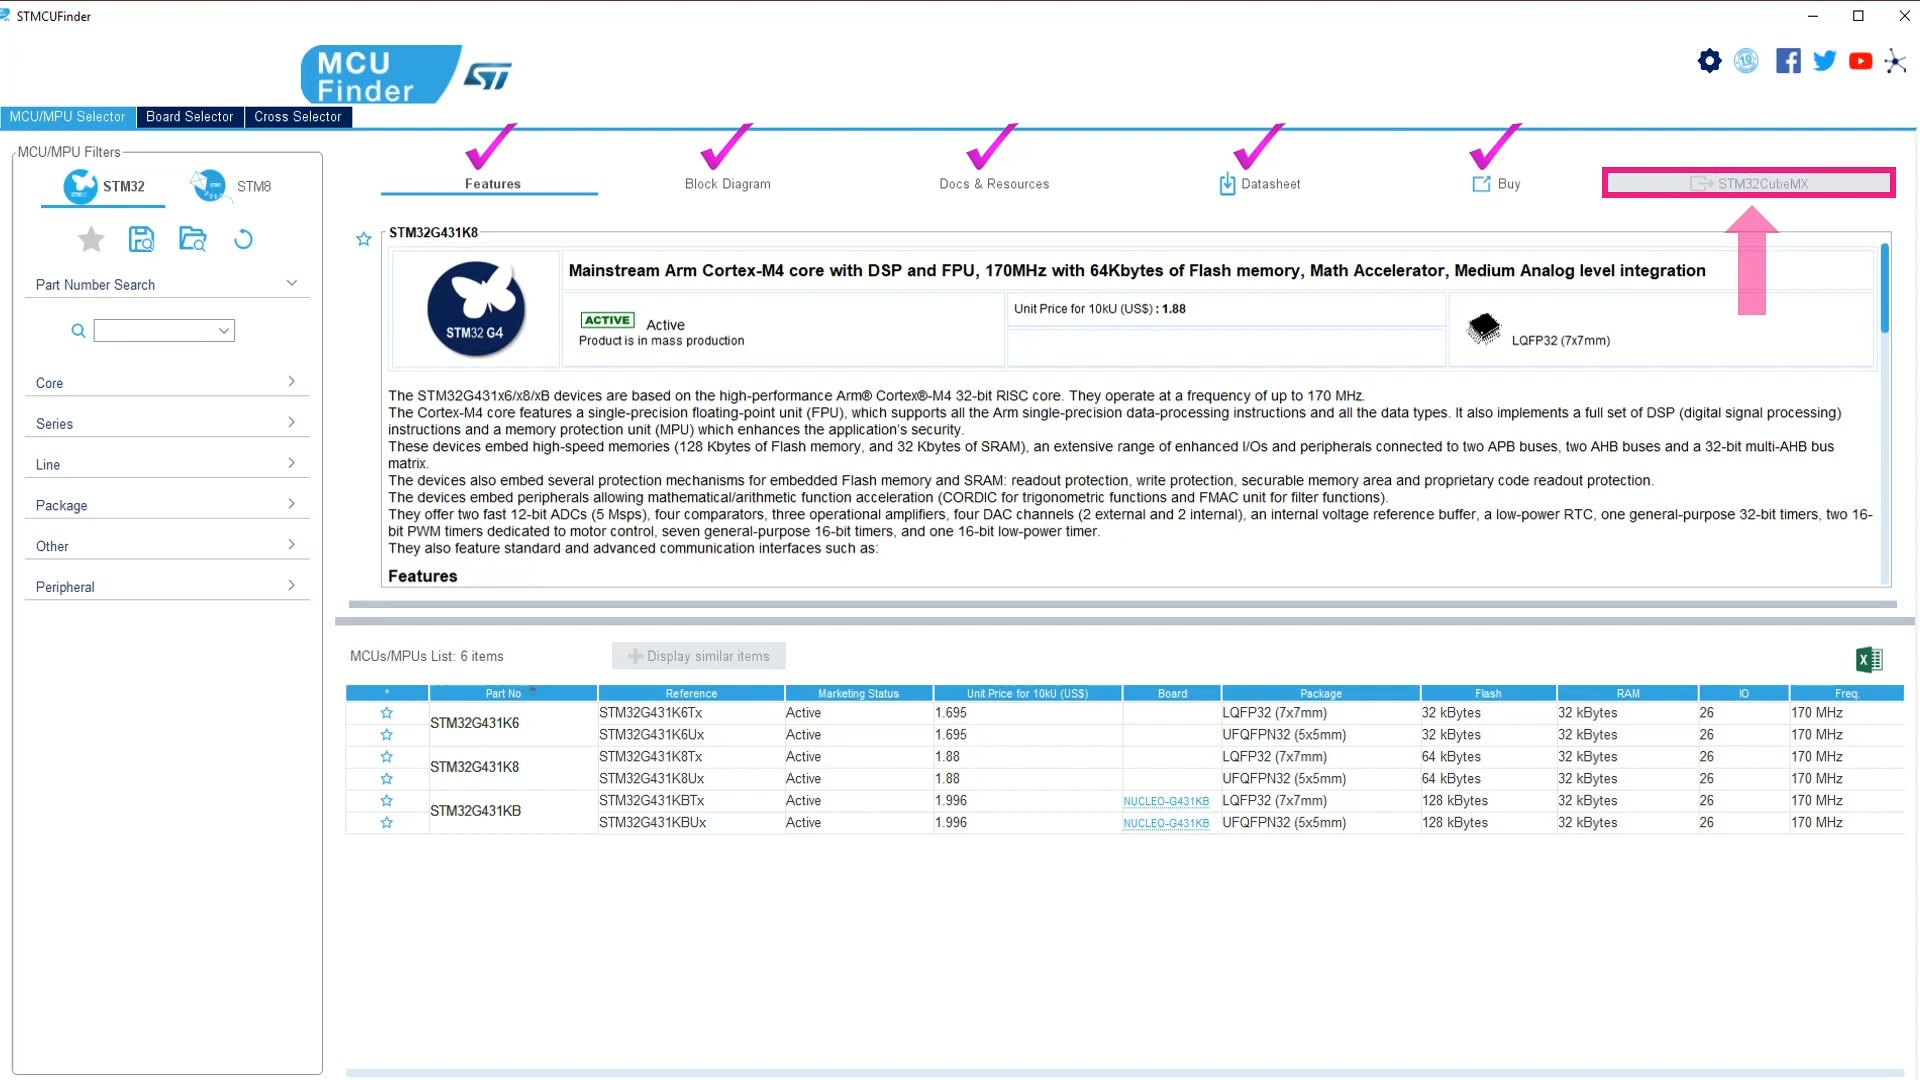 STMCUFinder
MCU
Finder
ST
MCU/MPU Selector
Board Selector
Cross Selector
MCU/MPU Filters
STM32
STM8
Part Number Search
Core
Series
Line
Package
Other
Peripheral
Features
Block Diagram
Docs & Resources
Datasheet
Buy
STM32CubeMX
STM32G431K8
STM32 G4
Mainstream Arm Cortex-M4 core with DSP and FPU, 170MHz with 64Kbytes of Flash memory, Math Accelerator, Medium Analog level integration
ACTIVE Active
Product is in mass production
Unit Price for 10kU (US$) : 1.88
LQFP32 (7x7mm)
The STM32G431x6/x8/xB devices are based on the high-performance Arm® Cortex®-M4 32-bit RISC core. They operate at a frequency of up to 170 MHz.
The Cortex-M4 core features a single-precision floating-point unit (FPU), which supports all the Arm single-precision data-processing instructions and all the data types. It also implements a full set of DSP (digital signal processing)
instructions and a memory protection unit (MPU) which enhances the application's security.
These devices embed high-speed memories (128 Kbytes of Flash memory, and 32 Kbytes of SRAM), an extensive range of enhanced I/Os and peripherals connected to two APB buses, two AHB buses and a 32-bit multi-AHB bus
matrix.
The devices also embed several protection mechanisms for embedded Flash memory and SRAM: readout protection, write protection, securable memory area and proprietary code readout protection.
The devices embed peripherals allowing mathematical/arithmetic function acceleration (CORDIC for trigonometric functions and FMAC unit for filter functions).
They offer two fast 12-bit ADCs (5 Msps), four comparators, three operational amplifiers, four DAC channels (2 external and 2 internal), an internal voltage reference buffer, a low-power RTC, one general-purpose 32-bit timers, two 16-
bit PWM timers dedicated to motor control, seven general-purpose 16-bit timers, and one 16-bit low-power timer.
They also feature standard and advanced communication interfaces such as:
Features
MCUs/MPUs List: 6 items
Display similar items
* Part No Reference Marketing Status Unit Price for 10kU (US$) Board Package Flash RAM IO Freq.
STM32G431K6 STM32G431K6Tx Active 1.695 LQFP32 (7x7mm) 32 kBytes 32 kBytes 26 170 MHz
STM32G431K6Ux Active 1.695 UFQFPN32 (5x5mm) 32 kBytes 32 kBytes 26 170 MHz
STM32G431K8 STM32G431K8Tx Active 1.88 LQFP32 (7x7mm) 64 kBytes 32 kBytes 26 170 MHz
STM32G431K8Ux Active 1.88 UFQFPN32 (5x5mm) 64 kBytes 32 kBytes 26 170 MHz
STM32G431KB STM32G431KBTx Active 1.996 NUCLEO-G431KB LQFP32 (7x7mm) 128 kBytes 32 kBytes 26 170 MHz
STM32G431KBUx Active 1.996 NUCLEO-G431KB UFQFPN32 (5x5mm) 128 kBytes 32 kBytes 26 170 MHz